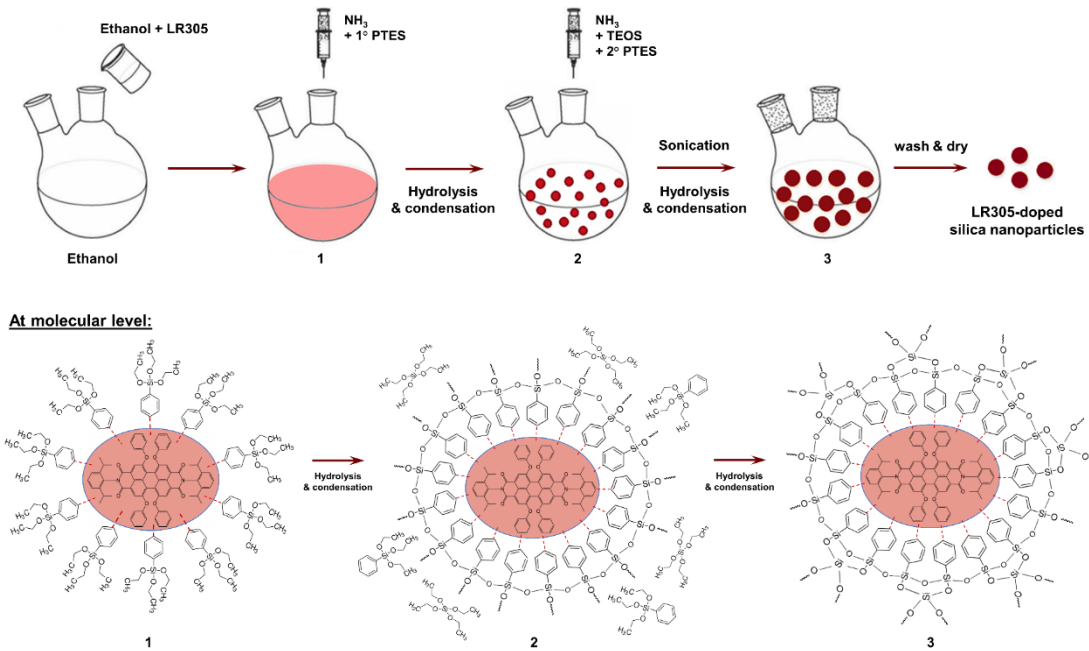 Ethanol + LR305
NH₃
+ 1° PTES
NH₃
+ TEOS
+ 2° PTES
Hydrolysis
& condensation
Sonication
Hydrolysis
& condensation
wash & dry
Ethanol
1
2
3
LR305-doped
silica nanoparticles
At molecular level:
Hydrolysis
& condensation
Hydrolysis
& condensation
1
2
3